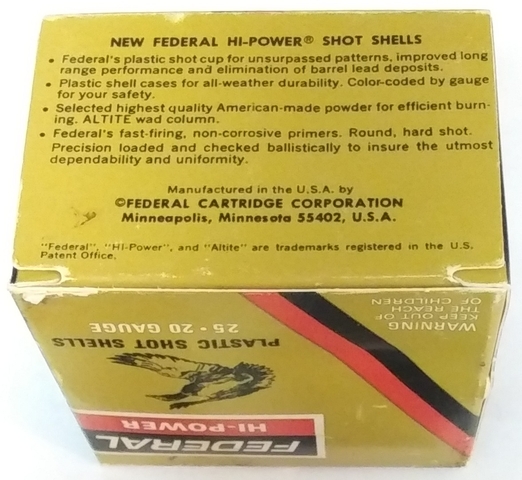 NEW FEDERAL HI-POWER® SHOT SHELLS
• Federal's plastic shot cup for unsurpassed patterns, improved long
range performance and elimination of barrel lead deposits.
• Plastic shell cases for all-weather durability. Color-coded by gauge
for your safety.
• Selected highest quality American-made powder for efficient burn-
ing. ALTITE wad column.
• Federal's fast-firing, non-corrosive primers. Round, hard shot.
Precision loaded and checked ballistically to insure the utmost
dependability and uniformity.
Manufactured in the U.S.A. by
©FEDERAL CARTRIDGE CORPORATION
Minneapolis, Minnesota 55402, U.S.A.
"Federal", "HI-Power", and "Altite" are trademarks registered in the U.S.
Patent Office.
FEDERAL
HI-POWER
PLASTIC SHOT SHELLS
25 • 20 GAUGE
WARNING
KEEP OUT OF
THE REACH
OF CHILDREN